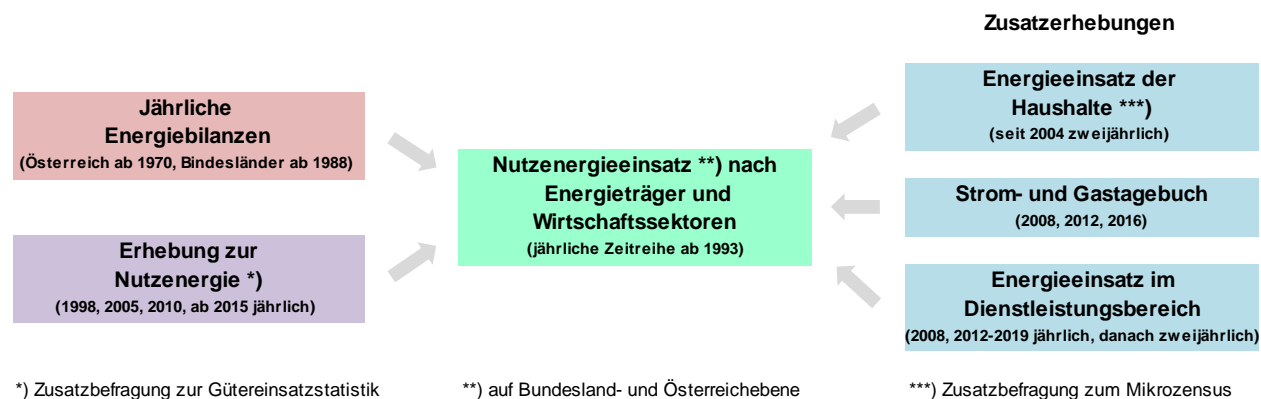 Zusatzerhebungen
Jährliche
Energiebilanzen
(Österreich ab 1970, Bindesländer ab 1988)
Erhebung zur
Nutzenergie *)
(1998, 2005, 2010, ab 2015 jährlich)
Nutzenergieeinsatz **) nach
Energieträger und
Wirtschaftssektoren
(jährliche Zeitreihe ab 1993)
Energieeinsatz der
Haushalte ***)
(seit 2004 zweijährlich)
Strom- und Gastagebuch
(2008, 2012, 2016)
Energieeinsatz im
Dienstleistungsbereich
(2008, 2012-2019 jährlich, danach zweijährlich)
*) Zusatzbefragung zur Gütereinsatzstatistik
**) auf Bundesland- und Österreichebene
***) Zusatzbefragung zum Mikrozensus